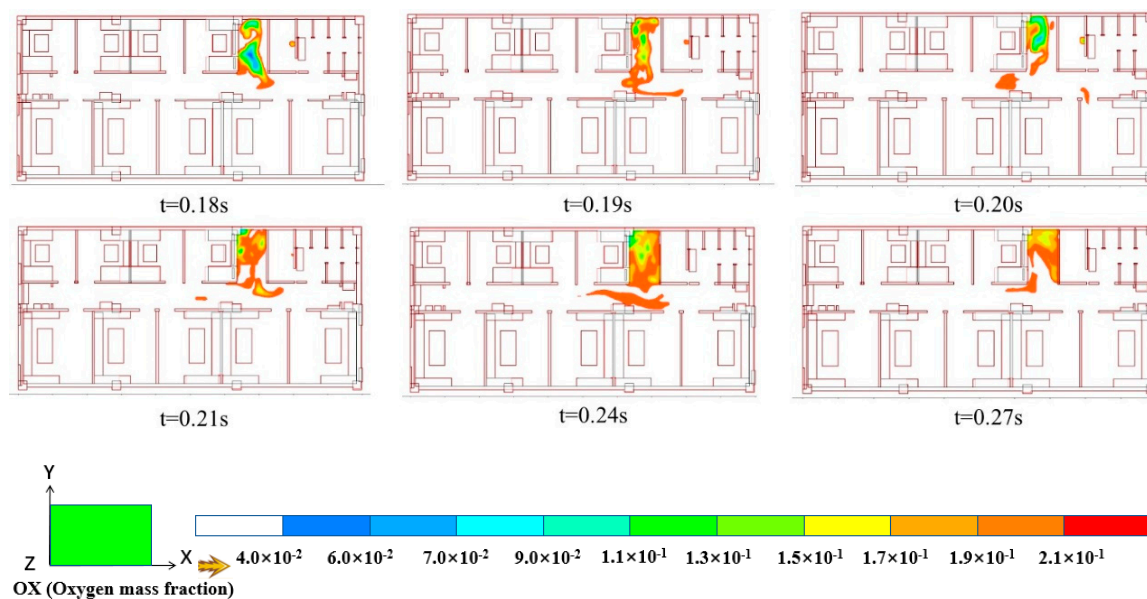 t=0.18s
t=0.19s
t=0.20s
t=0.21s
t=0.24s
t=0.27s
Y
Z
X
4.0×10⁻² 6.0×10⁻² 7.0×10⁻² 9.0×10⁻² 1.1×10⁻¹ 1.3×10⁻¹ 1.5×10⁻¹ 1.7×10⁻¹ 1.9×10⁻¹ 2.1×10⁻¹
OX (Oxygen mass fraction)